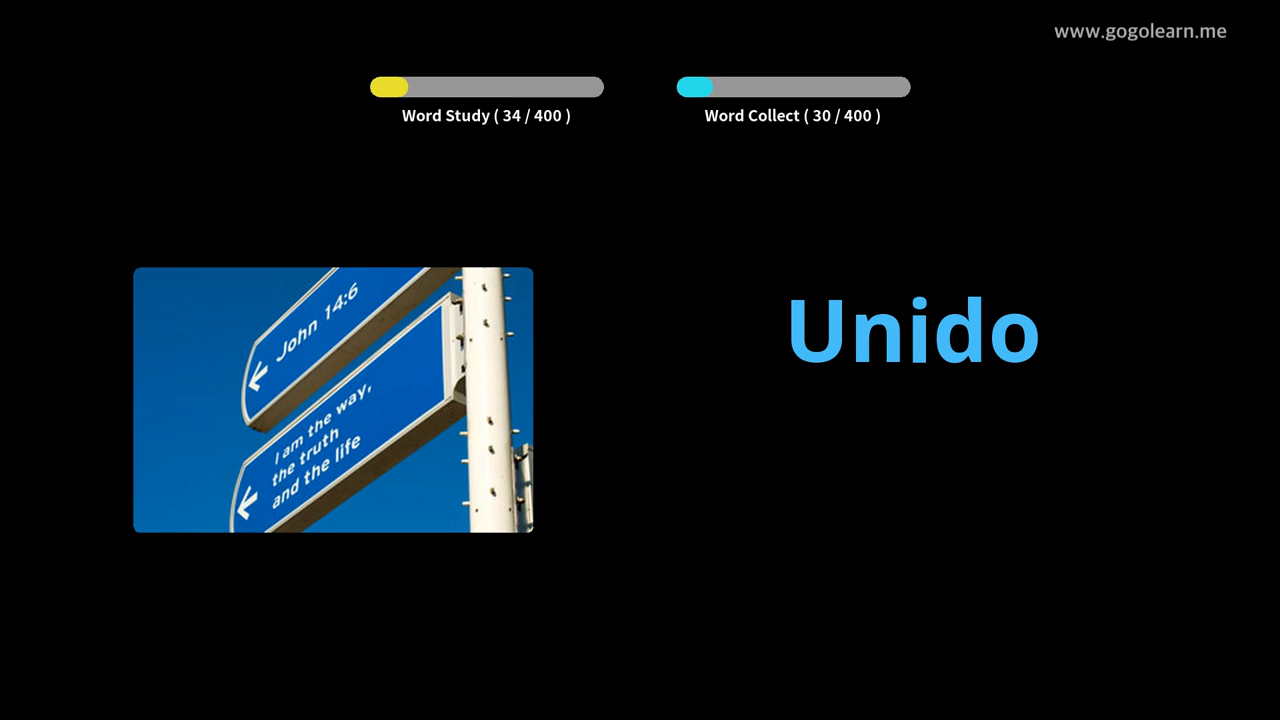 www.gogolearn.me
Word Study ( 34 / 400 )
Word Collect ( 30 / 400 )
John 14:6
I am the way,
the truth
and the life
Unido